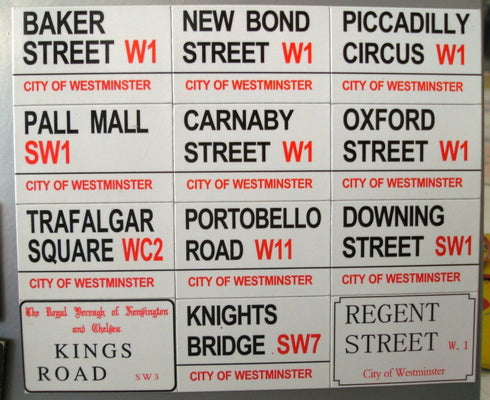 BAKER
STREET W1
CITY OF WESTMINSTER
NEW BOND
STREET W1
CITY OF WESTMINSTER
PICCADILLY
CIRCUS W1
CITY OF WESTMINSTER
PALL MALL
SW1
CITY OF WESTMINSTER
CARNABY
STREET W1
CITY OF WESTMINSTER
OXFORD
STREET W1
CITY OF WESTMINSTER
TRAFALGAR
SQUARE WC2
CITY OF WESTMINSTER
PORTOBELLO
ROAD W11
CITY OF WESTMINSTER
DOWNING
STREET SW1
CITY OF WESTMINSTER
The Royal Borough of Kensington
and Chelsea
KINGS
ROAD SW3
KNIGHTS
BRIDGE SW7
CITY OF WESTMINSTER
REGENT
STREET W.1
City of Westminster